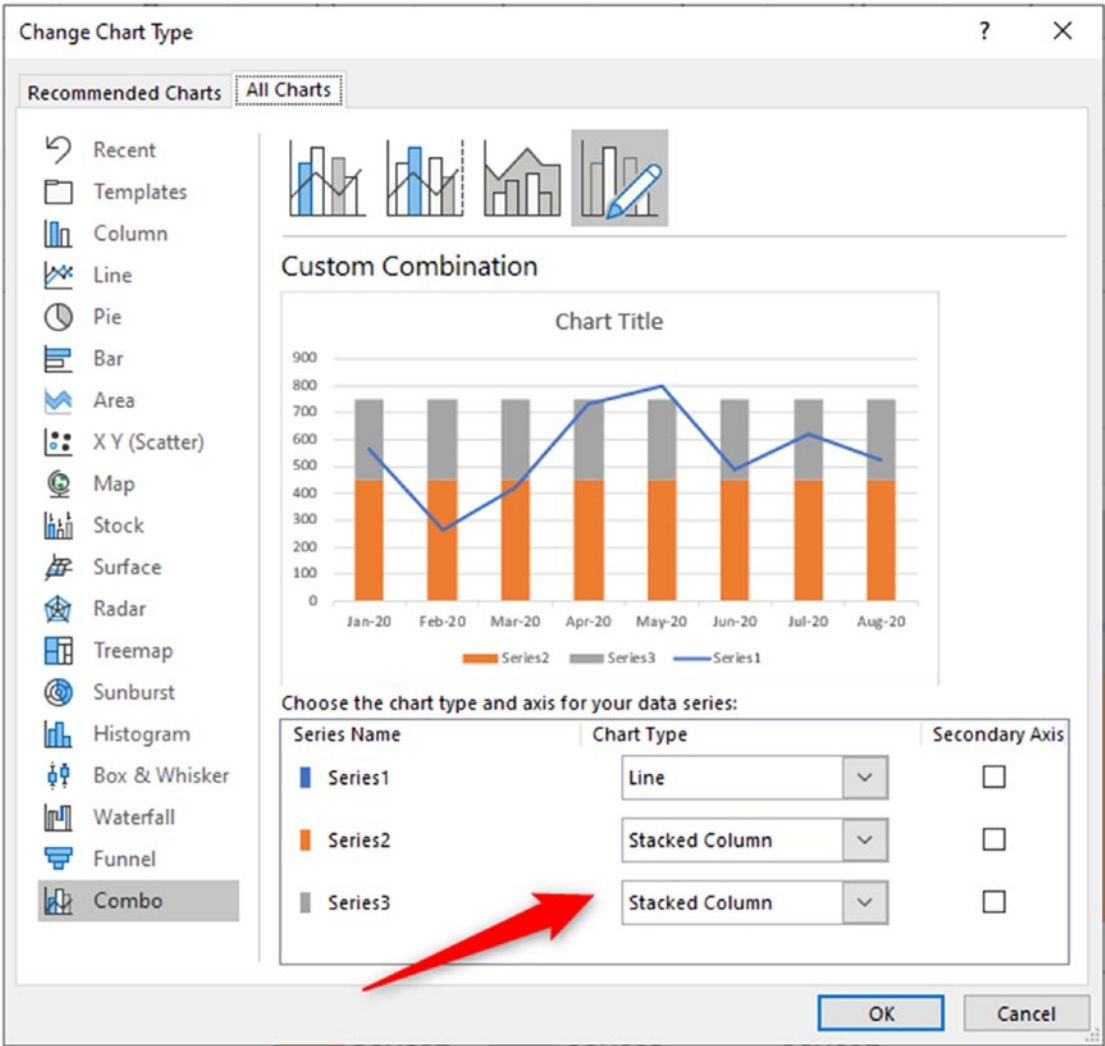 Change Chart Type
?
Recommended Charts
All Charts
Recent
Templates
Column
Line
Pie
Bar
Area
X Y (Scatter)
Map
Stock
Surface
Radar
Treemap
Sunburst
Histogram
Box & Whisker
Waterfall
Funnel
Combo
Custom Combination
Chart Title
900
800
700
600
500
400
300
200
100
0
Jan-20 Feb-20 Mar-20 Apr-20 May-20 Jun-20 Jul-20 Aug-20
Series2 Series3 Series1
Choose the chart type and axis for your data series:
Series Name Chart Type Secondary Axis
Series1 Line
Series2 Stacked Column
Series3 Stacked Column
OK Cancel